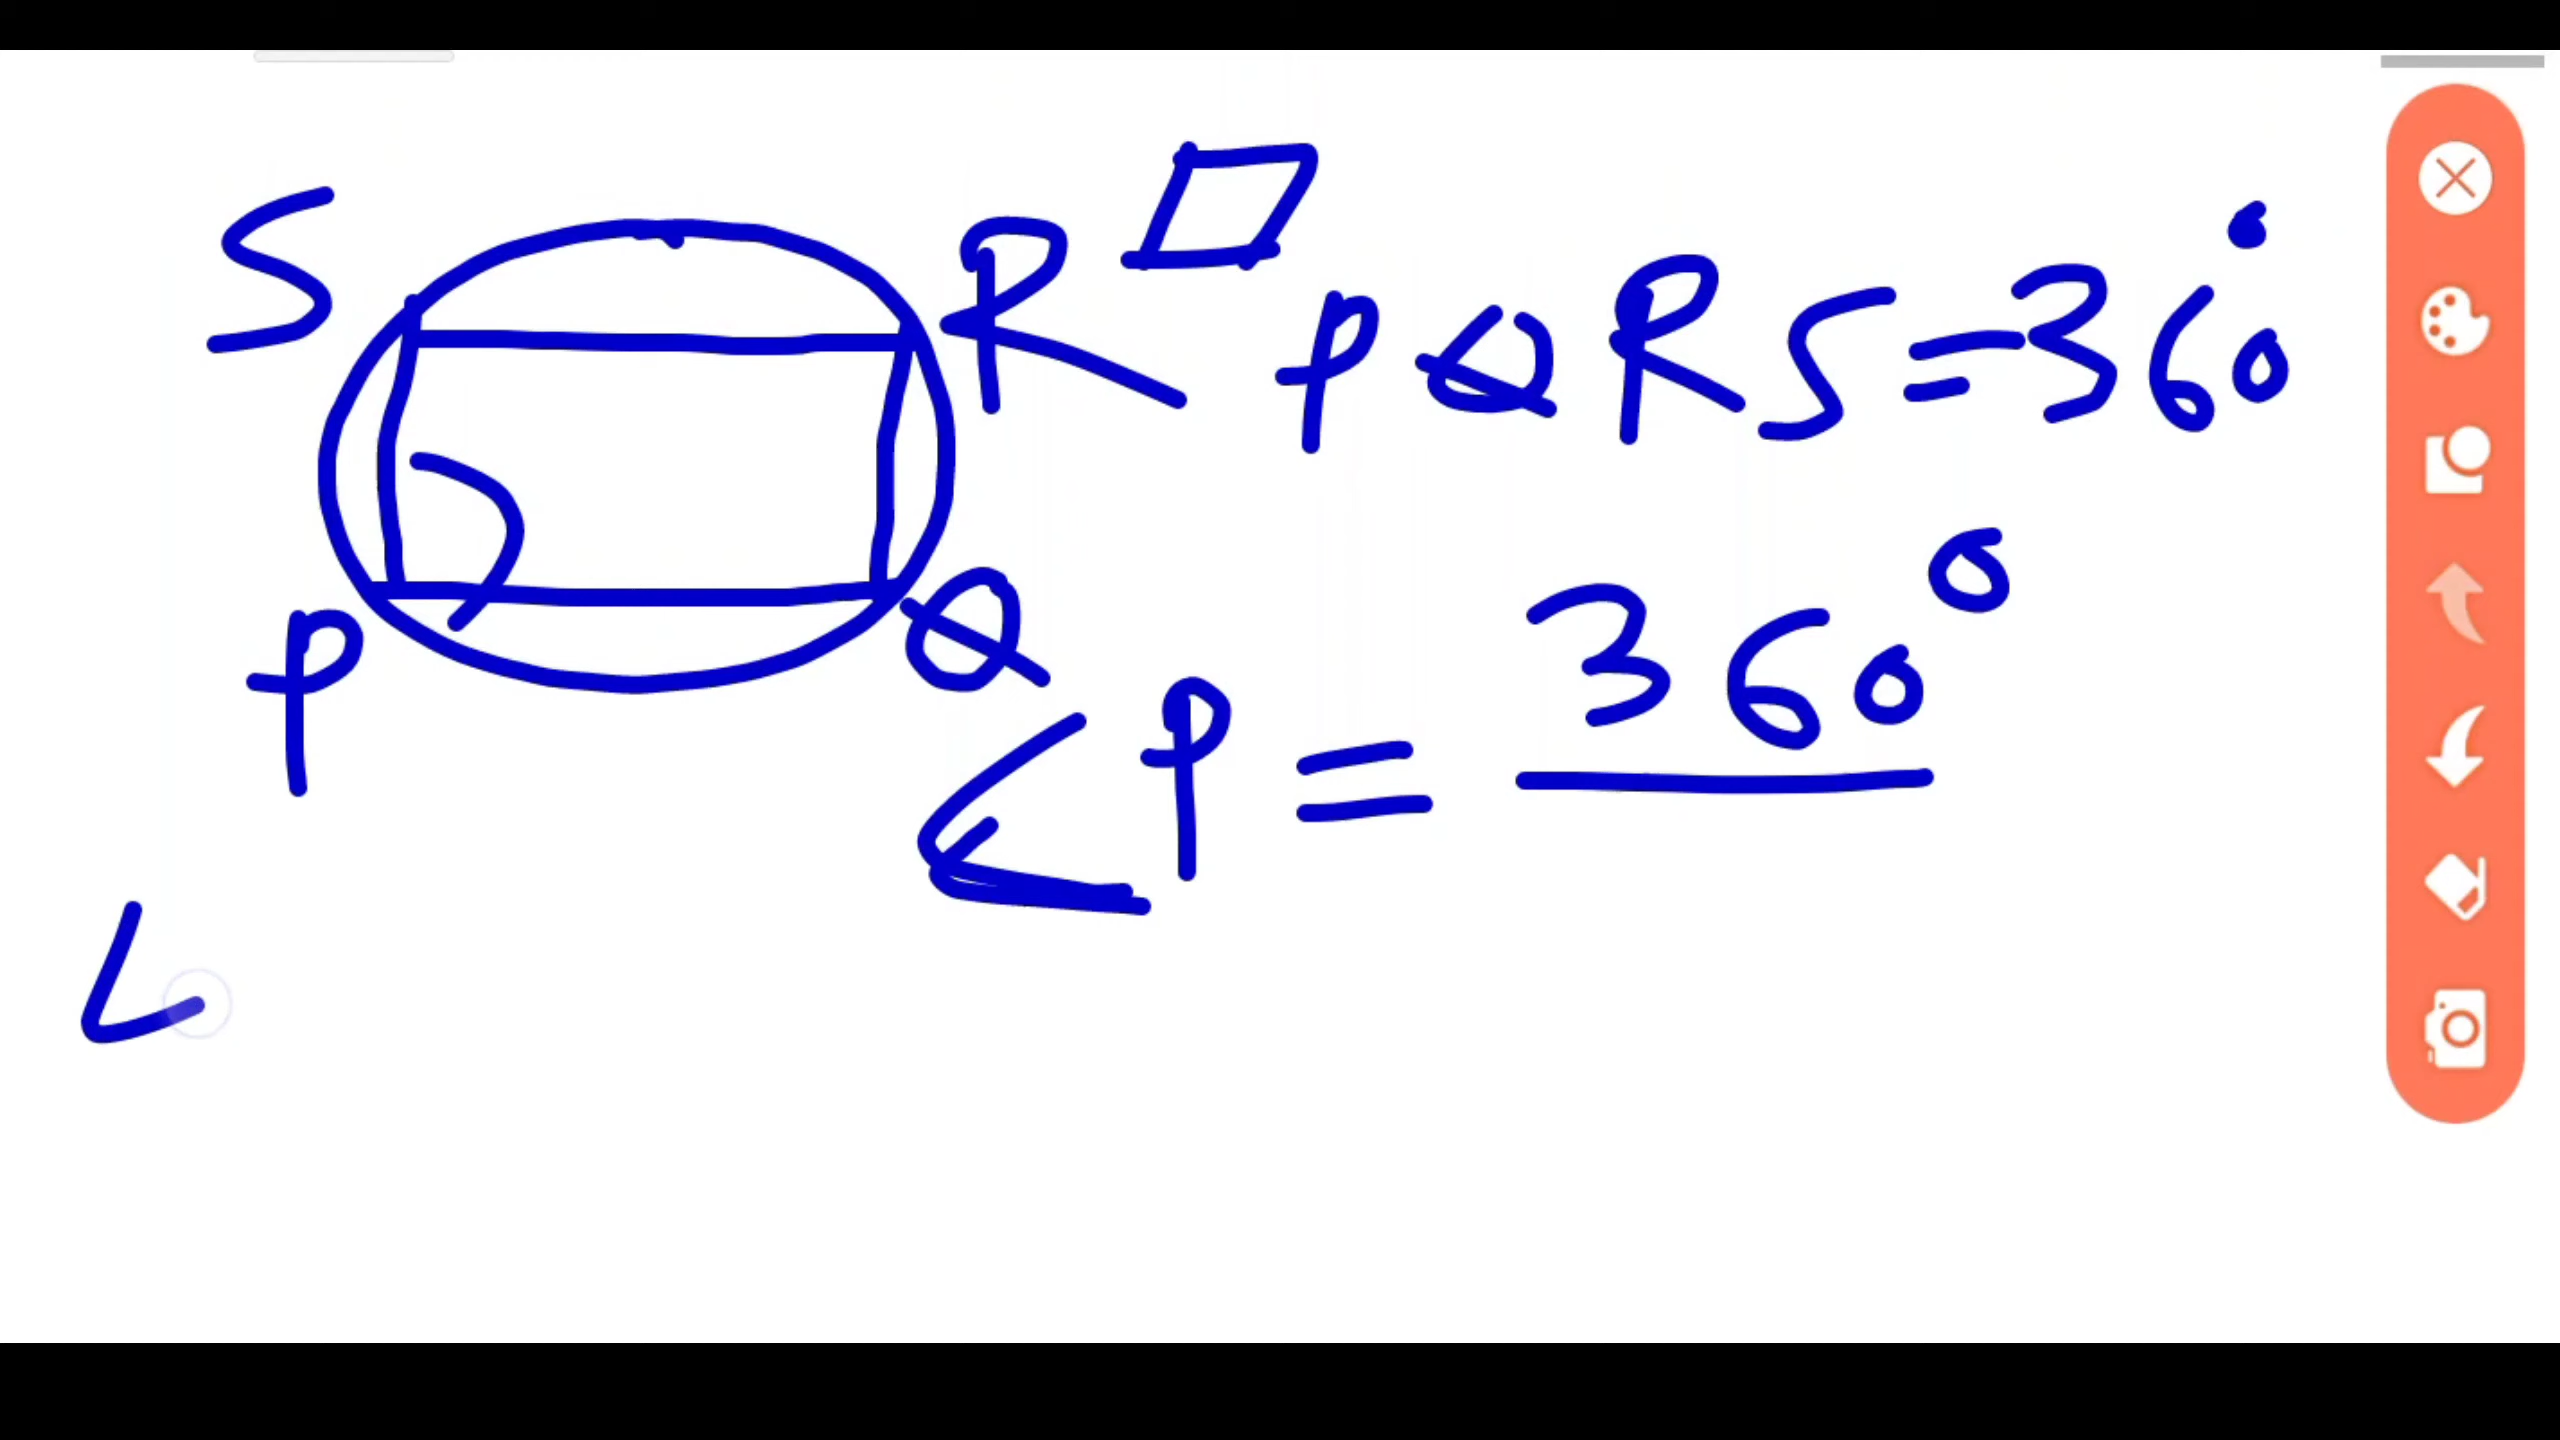 S
R
▱ PQRS = 360°
P
Q
∠P = 360°
∠